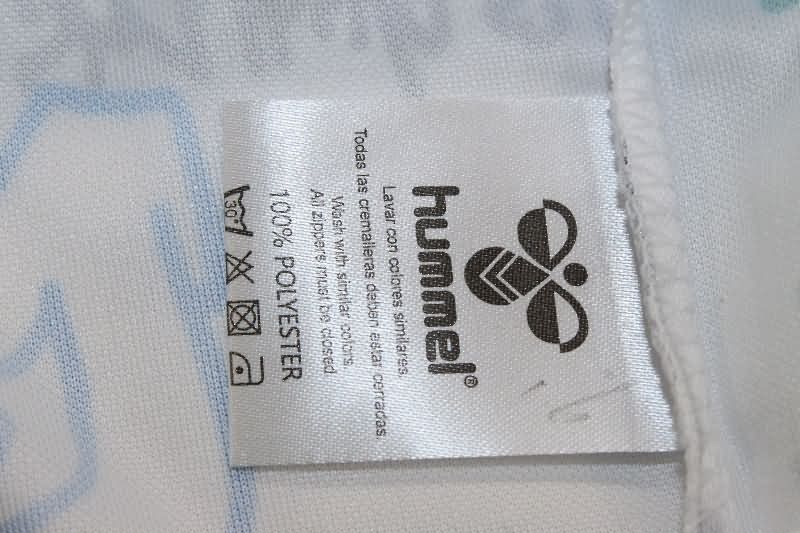 hummel®
Lavar con colores similares.
Todas las cremalleras deben estar cerradas.
Wash with similar colors.
All zippers must be closed.
100% POLYESTER
30°